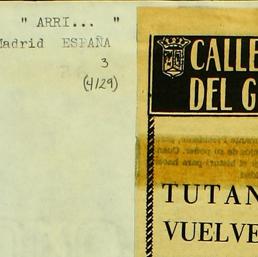 " ARRI... "
Madrid ESPAÑA
3
(4/29)
CALLE
DEL G
TUTAN
VUELVE